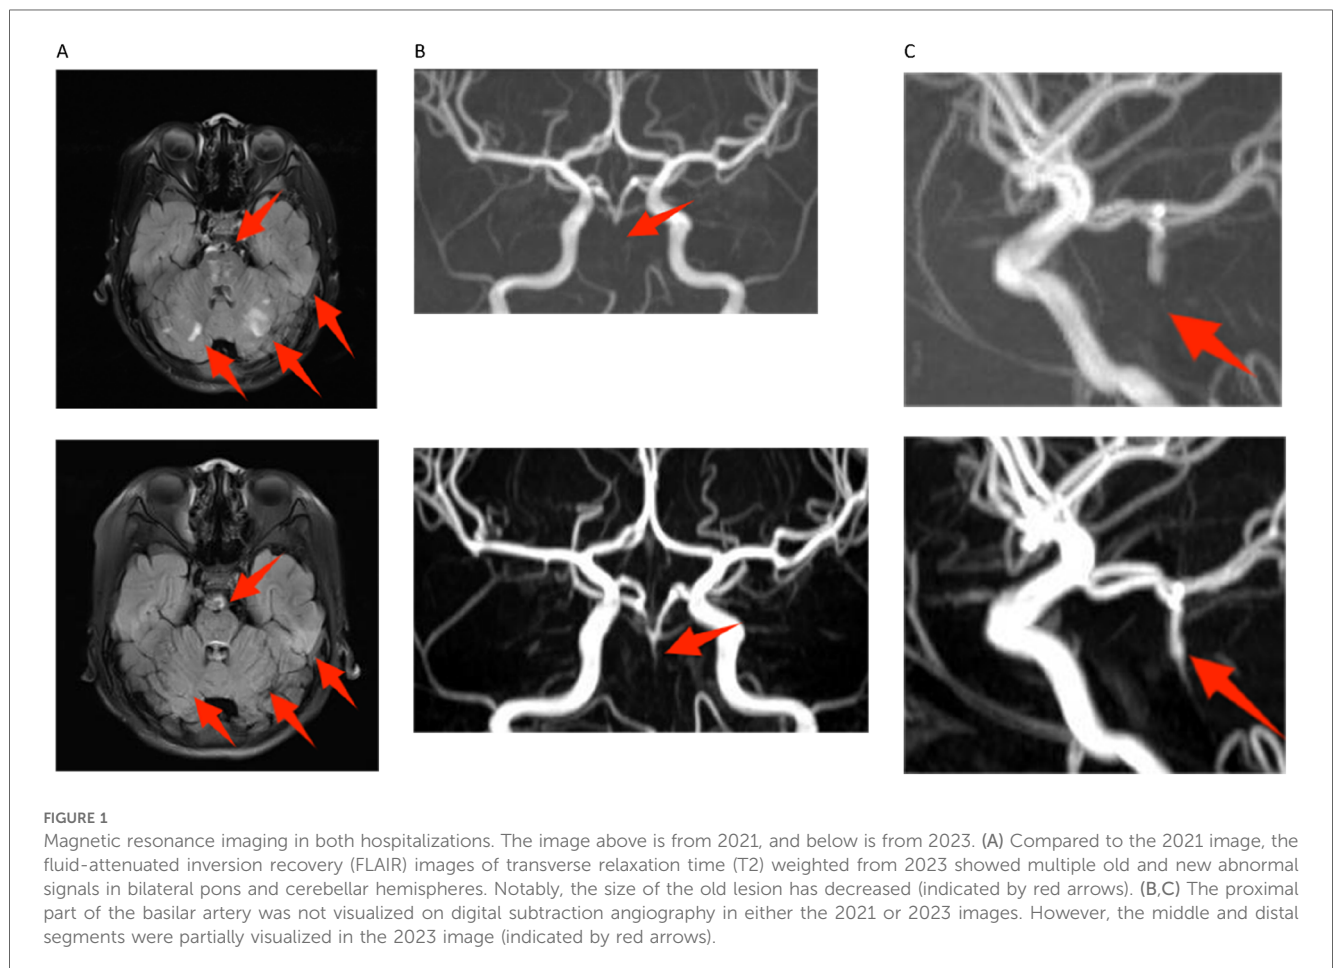 A
B
C
FIGURE 1
Magnetic resonance imaging in both hospitalizations. The image above is from 2021, and below is from 2023. (A) Compared to the 2021 image, the
fluid-attenuated inversion recovery (FLAIR) images of transverse relaxation time (T2) weighted from 2023 showed multiple old and new abnormal
signals in bilateral pons and cerebellar hemispheres. Notably, the size of the old lesion has decreased (indicated by red arrows). (B,C) The proximal
part of the basilar artery was not visualized on digital subtraction angiography in either the 2021 or 2023 images. However, the middle and distal
segments were partially visualized in the 2023 image (indicated by red arrows).